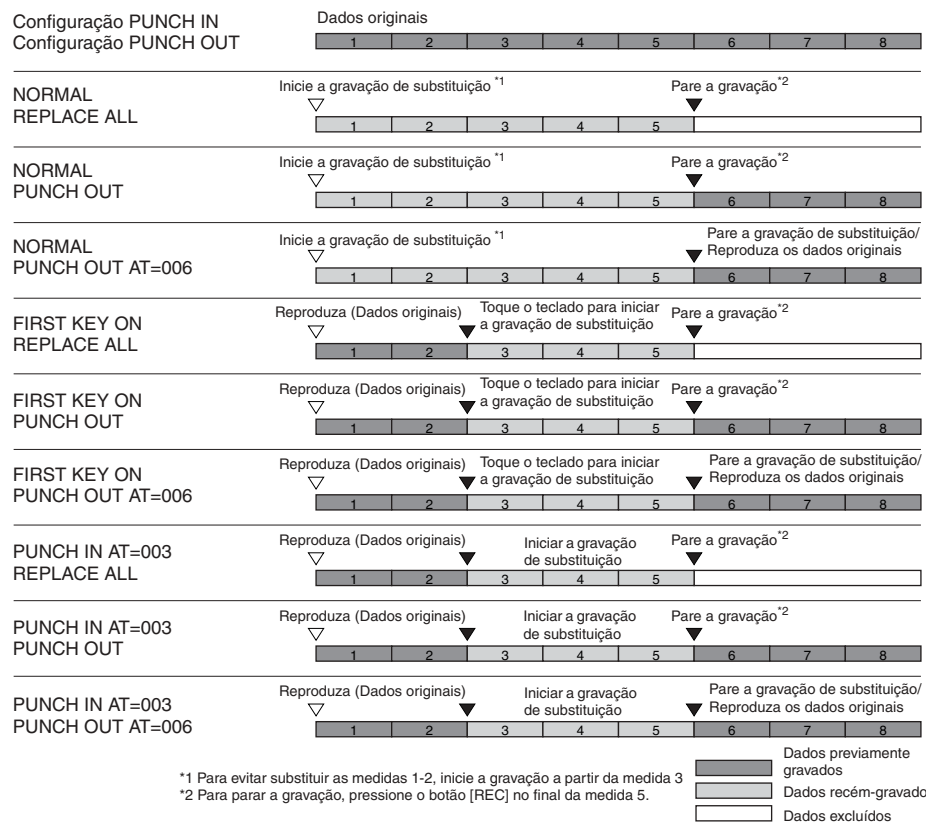 Configuração PUNCH IN
Configuração PUNCH OUT
Dados originais
1 2 3 4 5 6 7 8
NORMAL
REPLACE ALL
Inicie a gravação de substituição *1
Pare a gravação*2
1 2 3 4 5
NORMAL
PUNCH OUT
Inicie a gravação de substituição *1
Pare a gravação*2
1 2 3 4 5 6 7 8
NORMAL
PUNCH OUT AT=006
Inicie a gravação de substituição *1
Pare a gravação de substituição/
Reproduza os dados originais
1 2 3 4 5 6 7 8
FIRST KEY ON
REPLACE ALL
Reproduza (Dados originais)
Toque o teclado para iniciar
a gravação de substituição
Pare a gravação*2
1 2 3 4 5
FIRST KEY ON
PUNCH OUT
Reproduza (Dados originais)
Toque o teclado para iniciar
a gravação de substituição
Pare a gravação*2
1 2 3 4 5 6 7 8
FIRST KEY ON
PUNCH OUT AT=006
Reproduza (Dados originais)
Toque o teclado para iniciar
a gravação de substituição
Pare a gravação de substituição/
Reproduza os dados originais
1 2 3 4 5 6 7 8
PUNCH IN AT=003
REPLACE ALL
Reproduza (Dados originais)
Iniciar a gravação
de substituição
Pare a gravação*2
1 2 3 4 5
PUNCH IN AT=003
PUNCH OUT
Reproduza (Dados originais)
Iniciar a gravação
de substituição
Pare a gravação*2
1 2 3 4 5 6 7 8
PUNCH IN AT=003
PUNCH OUT AT=006
Reproduza (Dados originais)
Iniciar a gravação
de substituição
Pare a gravação de substituição/
Reproduza os dados originais
1 2 3 4 5 6 7 8
*1 Para evitar substituir as medidas 1-2, inicie a gravação a partir da medida 3
*2 Para parar a gravação, pressione o botão [REC] no final da medida 5.
Dados previamente
gravados
Dados recém-gravado
Dados excluídos